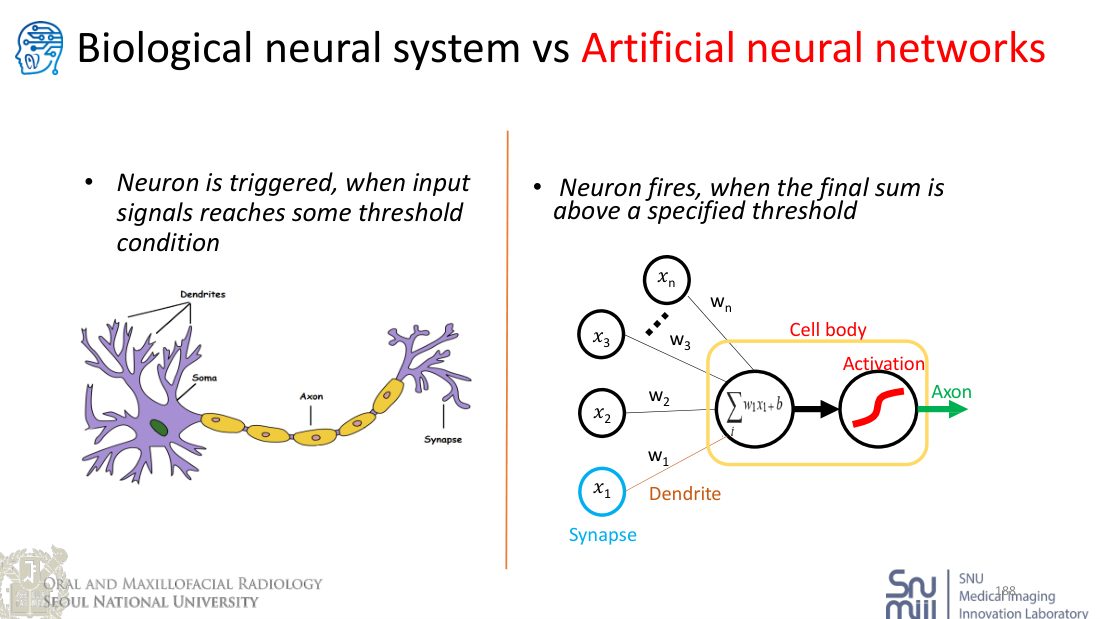 Biological neural system vs Artificial neural networks
• Neuron is triggered, when input
signals reaches some threshold
condition
Dendrites
Soma
Axon
Synapse
• Neuron fires, when the final sum is
above a specified threshold
xn
wn
x3
w3
x2
w2
x1
w1
Cell body
Activation
∑ w1x1+ b
i
Axon
Dendrite
Synapse
ORAL AND MAXILLOFACIAL RADIOLOGY
SEOUL NATIONAL UNIVERSITY
188
SNU
Medical Imaging
Innovation Laboratory